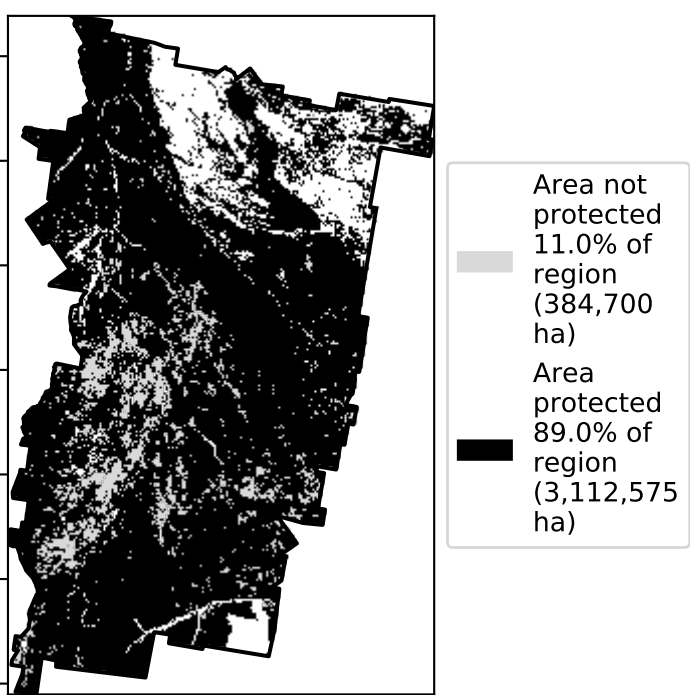 Area not
protected
11.0% of
region
(384,700
ha)
Area
protected
89.0% of
region
(3,112,575
ha)